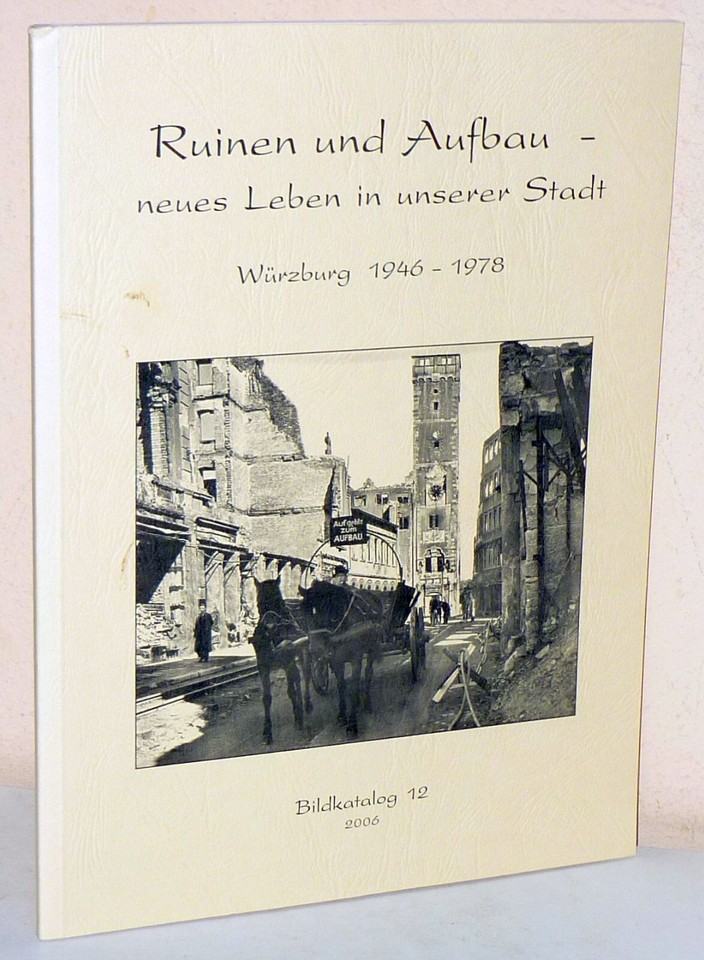 Ruinen und Aufbau -
neues Leben in unserer Stadt
Würzburg 1946 - 1978
Auf geht's
zum
AUFBAU
Bildkatalog 12
2006